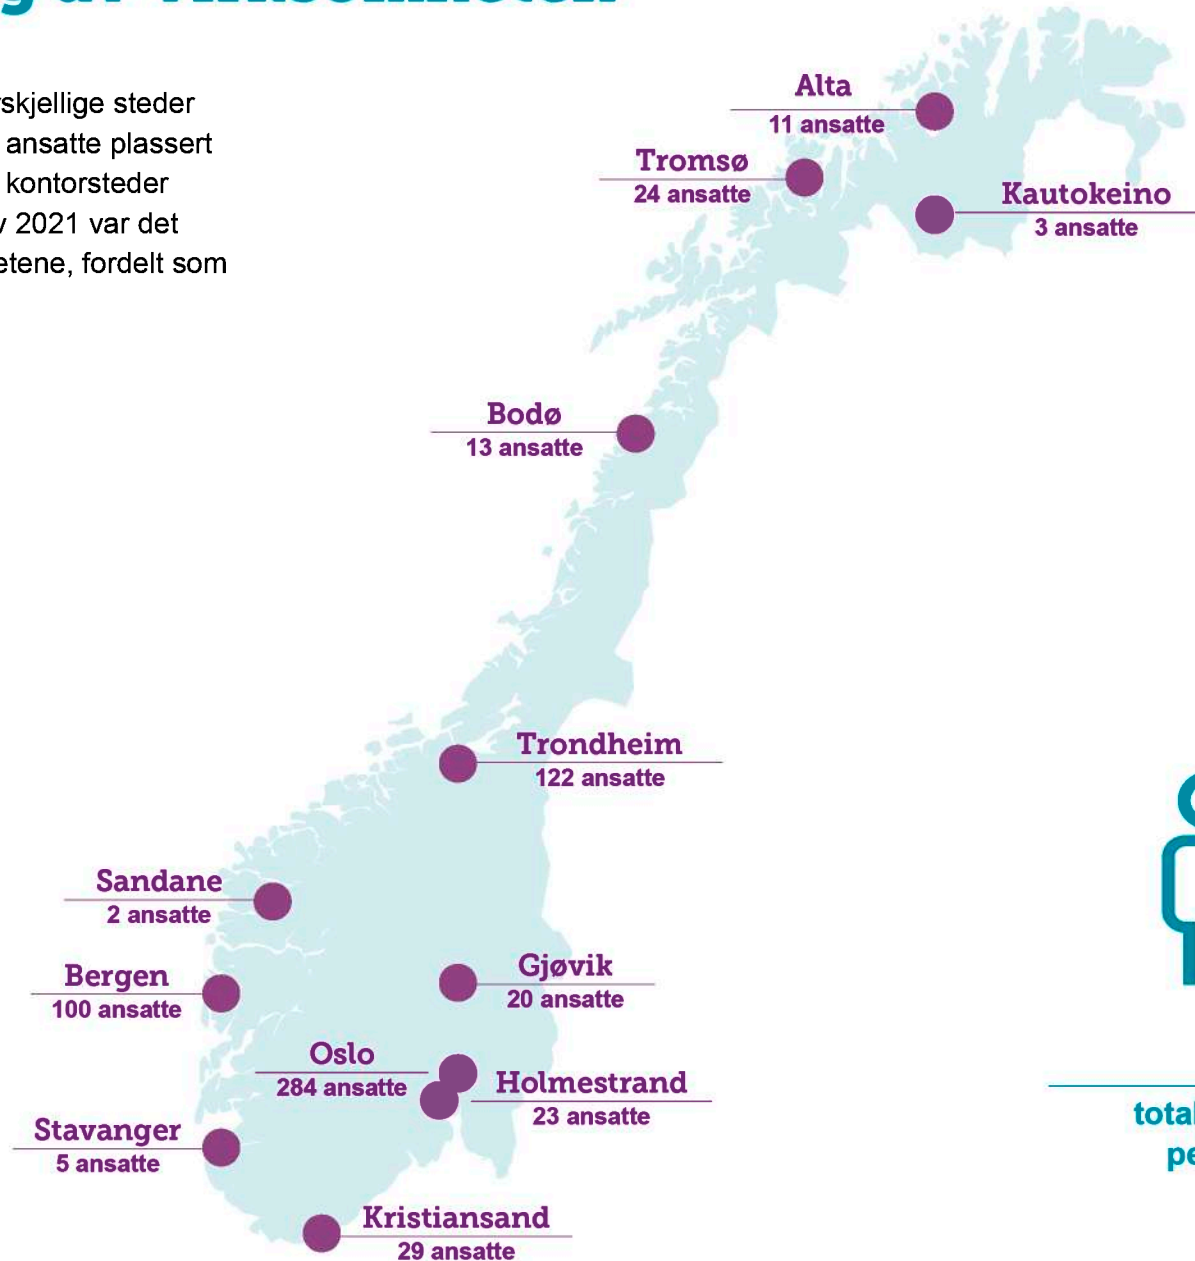 skjellige steder
ansatte plassert
kontorsteder
2021 var det
etene, fordelt som
Alta
11 ansatte
Tromsø
24 ansatte
Kautokeino
3 ansatte
Bodø
13 ansatte
Trondheim
122 ansatte
Sandane
2 ansatte
Bergen
100 ansatte
Gjøvik
20 ansatte
Oslo
284 ansatte
Holmestrand
23 ansatte
Stavanger
5 ansatte
Kristiansand
29 ansatte
total
pe